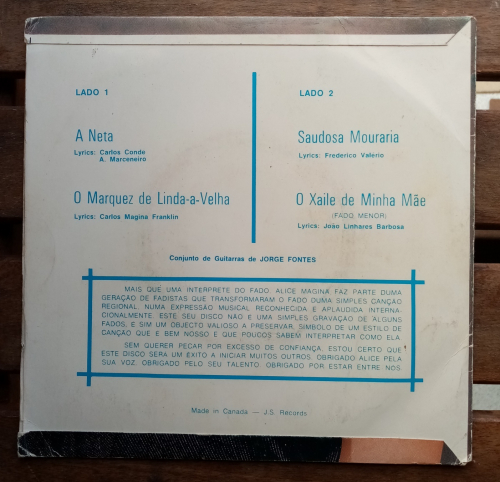 LADO 1
A Neta
Lyrics: Carlos Conde
A. Marceneiro
O Marquez de Linda-a-Velha
Lyrics: Carlos Magina Franklin
LADO 2
Saudosa Mouraria
Lyrics: Frederico Valerio
O Xaile de Minha Mãe
(FADO MENOR)
Lyrics: João Linhares Barbosa
Conjunto de Guitarras de JORGE FONTES
MAIS QUE UMA INTERPRETE DO FADO, ALICE MAGINA FAZ PARTE DUMA
GERAÇÃO DE FADISTAS QUE TRANSFORMARAM O FADO DUMA SIMPLES CANÇÃO
REGIONAL, NUMA EXPRESSÃO MUSICAL RECONHECIDA E APLAUDIDA INTERNA-
CIONALMENTE. ESTE SEU DISCO NÃO E UMA SIMPLES GRAVAÇÃO DE ALGUNS
FADOS, E SIM UM OBJECTO VALIOSO A PRESERVAR, SIMBOLO DE UM ESTILO DE
CANÇÃO QUE E BEM NOSSO E QUE POUCOS SABEM INTERPRETAR COMO ELA.
SEM QUERER PECAR POR EXCESSO DE CONFIANÇA, ESTOU CERTO QUE
ESTE DISCO SERA UM EXITO A INICIAR MUITOS OUTROS. OBRIGADO ALICE PELA
SUA VOZ. OBRIGADO PELO SEU TALENTO. OBRIGADO POR ESTAR ENTRE NOS.
Made in Canada — J.S. Records